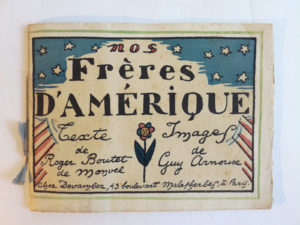 nos
Frères
D'AMÉRIQUE
Texte Images
de de
Roger Boutet Guy Arnoux
de monvel
Chez Devambez, 43 boulevard Malesherbes, à Paris.